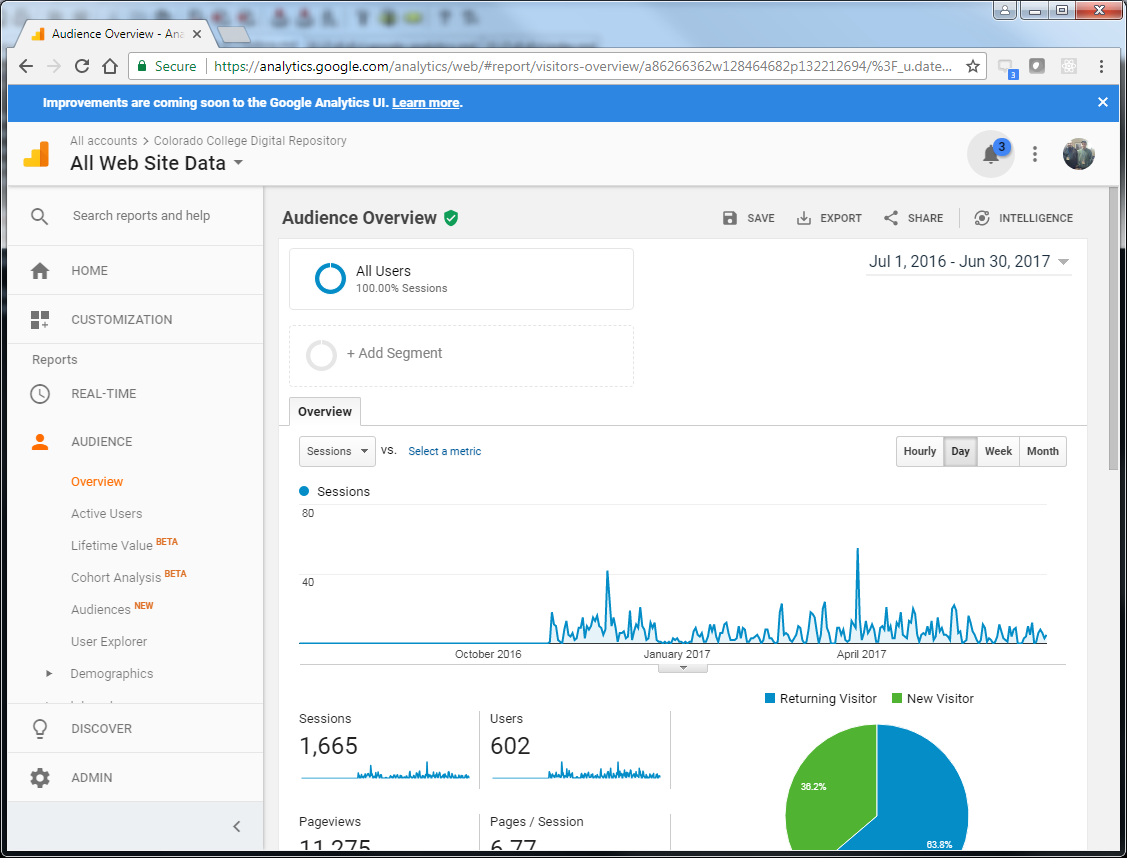 Audience Overview - Ana
Secure
https://analytics.google.com/analytics/web/#report/visitors-overview/a86266362w128464682p132212694/%3F_u.date...
3
Improvements are coming soon to the Google Analytics UI. Learn more.
All accounts > Colorado College Digital Repository
All Web Site Data
3
Search reports and help
HOME
CUSTOMIZATION
Reports
REAL-TIME
AUDIENCE
Overview
Active Users
Lifetime Value BETA
Cohort Analysis BETA
Audiences NEW
User Explorer
Demographics
DISCOVER
ADMIN
Audience Overview
SAVE
EXPORT
SHARE
INTELLIGENCE
All Users
100.00% Sessions
Jul 1, 2016 - Jun 30, 2017
+ Add Segment
Overview
Sessions
vs.
Select a metric
Hourly
Day
Week
Month
Sessions
80
40
October 2016
January 2017
April 2017
Sessions
1,665
Users
602
Pageviews
11,275
Pages / Session
6.77
Returning Visitor
New Visitor
36.2%
63.8%